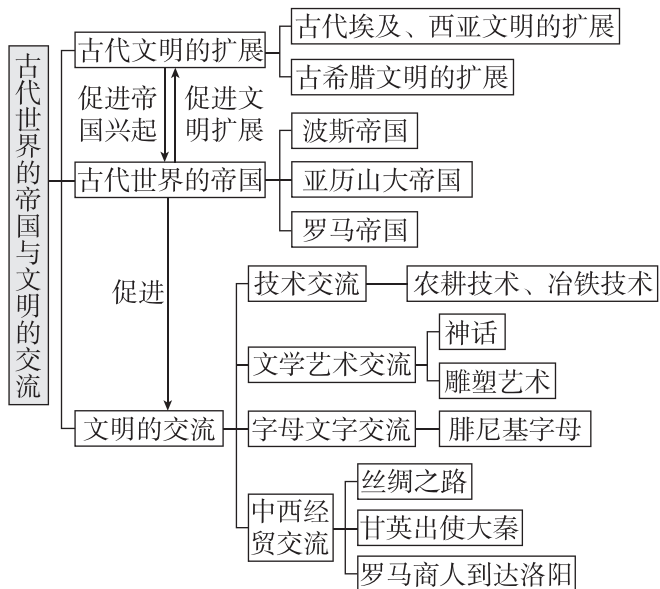 古代世界的帝国与文明的交流
古代文明的扩展
古代埃及、西亚文明的扩展
古希腊文明的扩展
促进帝
国兴起
促进文
明扩展
古代世界的帝国
波斯帝国
亚历山大帝国
罗马帝国
促进
文明的交流
技术交流
农耕技术、冶铁技术
文学艺术交流
神话
雕塑艺术
字母文字交流
腓尼基字母
中西经
贸交流
丝绸之路
甘英出使大秦
罗马商人到达洛阳